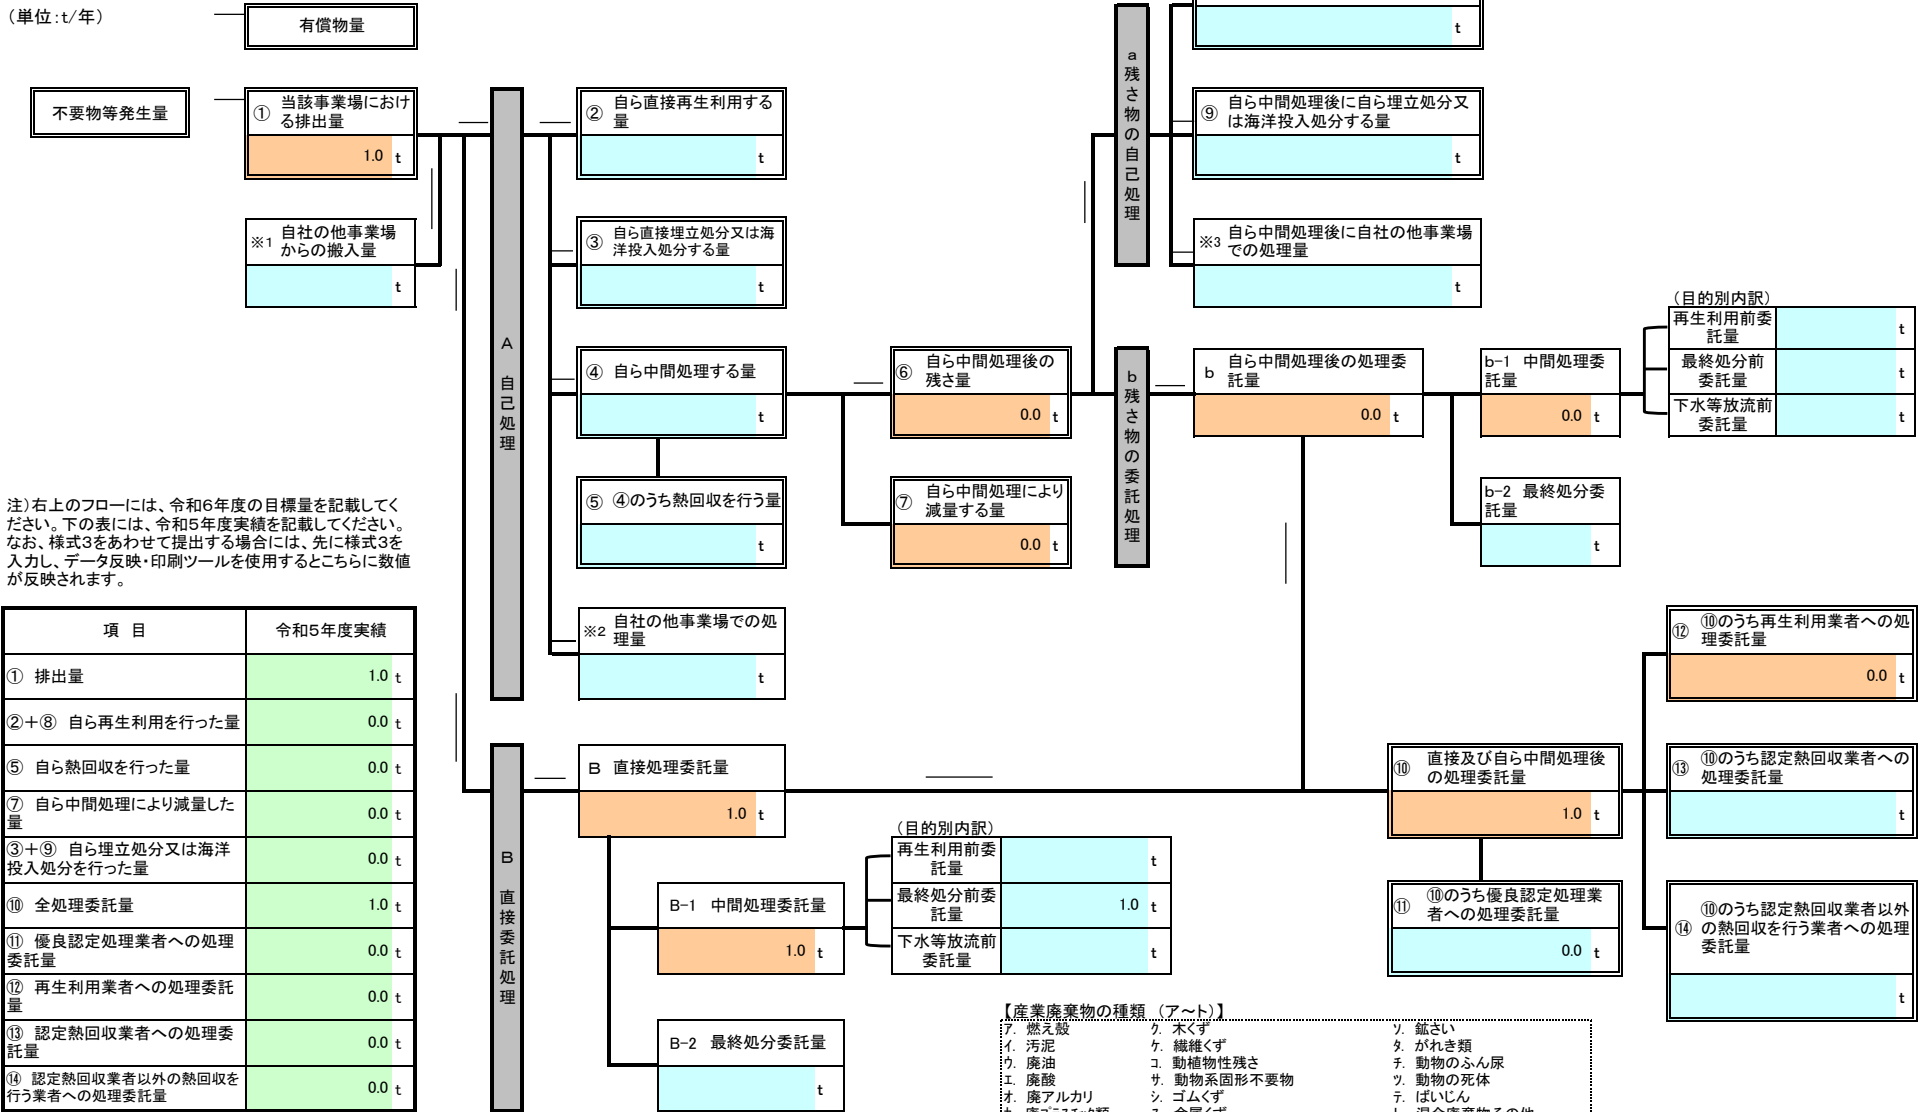 (単位:t/年)
有償物量
t
不要物等発生量
① 当該事業場におけ
る排出量
1.0 t
※1 自社の他事業場
からの搬入量
t
A 自己処理
② 自ら直接再生利用する
量
t
③ 自ら直接埋立処分又は海
洋投入処分する量
t
④ 自ら中間処理する量
t
⑤ ④のうち熱回収を行う量
t
※2 自社の他事業場での処
理量
t
⑥ 自ら中間処理後の
残さ量
0.0 t
⑦ 自ら中間処理により
減量する量
0.0 t
a残さ物の自己処理
⑨ 自ら中間処理後に自ら埋立処分又
は海洋投入処分する量
t
※3 自ら中間処理後に自社の他事業場
での処理量
t
b残さ物の委託処理
b 自ら中間処理後の処理委
託量
0.0 t
b-1 中間処理委
託量
0.0 t
(目的別内訳)
再生利用前委
託量
t
最終処分前
委託量
t
下水等放流前
委託量
t
b-2 最終処分委
託量
t
注)右上のフローには、令和6年度の目標量を記載してく
ださい。下の表には、令和5年度実績を記載してください。
なお、様式3をあわせて提出する場合には、先に様式3を
入力し、データ反映・印刷ツールを使用するとこちらに数値
が反映されます。
項 目 令和5年度実績
① 排出量 1.0 t
②+⑧ 自ら再生利用を行った量 0.0 t
⑤ 自ら熱回収を行った量 0.0 t
⑦ 自ら中間処理により減量した
量 0.0 t
③+⑨ 自ら埋立処分又は海洋
投入処分を行った量 0.0 t
⑩ 全処理委託量 1.0 t
⑪ 優良認定処理業者への処理
委託量 0.0 t
⑫ 再生利用業者への処理委託
量 0.0 t
⑬ 認定熱回収業者への処理委
託量 0.0 t
⑭ 認定熱回収業者以外の熱回収を
行う業者への処理委託量 0.0 t
B 直接委託処理
B 直接処理委託量
1.0 t
B-1 中間処理委託量
1.0 t
(目的別内訳)
再生利用前委
託量
t
最終処分前委
託量
1.0 t
下水等放流前
委託量
t
B-2 最終処分委託量
t
⑩ 直接及び自ら中間処理後
の処理委託量
1.0 t
⑪ ⑩のうち優良認定処理業
者への処理委託量
0.0 t
⑫ ⑩のうち再生利用業者への処
理委託量
0.0 t
⑬ ⑩のうち認定熱回収業者への
処理委託量
t
⑭ ⑩のうち認定熱回収業者以外
の熱回収を行う業者への処理
委託量
t
【産業廃棄物の種類 (ア~ト)】
ア. 燃え殻 ク. 木くず ソ. 鉱さい
イ. 汚泥 ケ. 繊維くず タ. がれき類
ウ. 廃油 コ. 動植物性残さ チ. 動物のふん尿
エ. 廃酸 サ. 動物系固形不要物 ツ. 動物の死体
オ. 廃アルカリ シ. ゴムくず テ. ばいじん